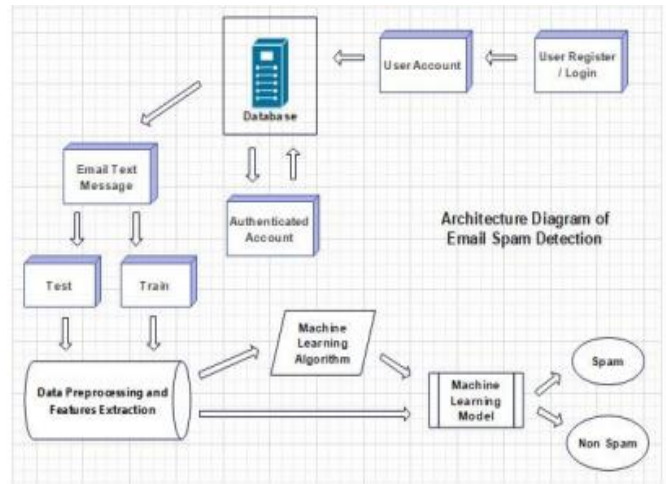 User Register
/ Login
User Account
Database
Email Text
Message
Authenticated
Account
Architecture Diagram of
Email Spam Detection
Test
Train
Machine
Learning
Algorithm
Data Preprocessing and
Features Extraction
Machine
Learning
Model
Spam
Non Spam